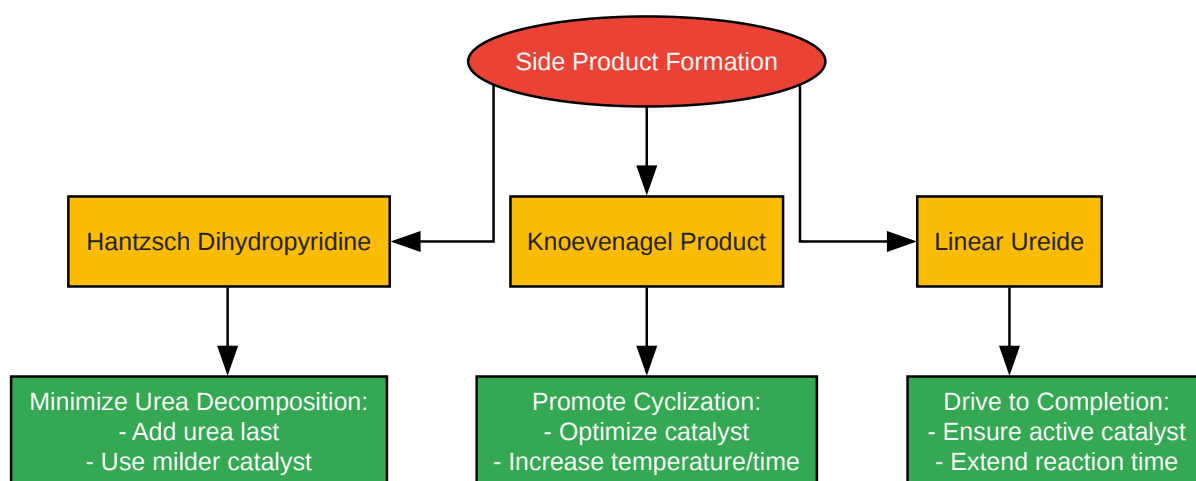 Side Product Formation
Hantzsch Dihydropyridine
Knoevenagel Product
Linear Ureide
Minimize Urea Decomposition:
- Add urea last
- Use milder catalyst
Promote Cyclization:
- Optimize catalyst
- Increase temperature/time
Drive to Completion:
- Ensure active catalyst
- Extend reaction time